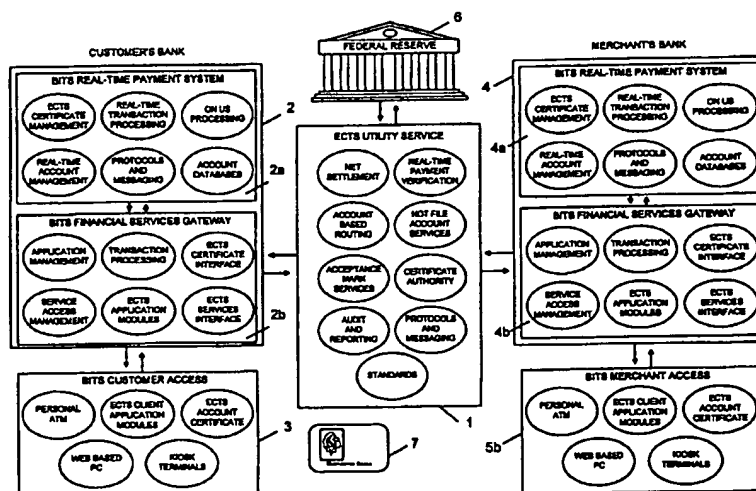 6
CUSTOMER'S BANK
FEDERAL RESERVE
MERCHANT'S BANK
BITS REAL-TIME PAYMENT SYSTEM
ECTS
CERTIFICATE
MANAGEMENT
REAL-TIME
TRANSACTION
PROCESSING
ON US
PROCESSING
REAL-TIME
ACCOUNT
MANAGEMENT
PROTOCOLS
AND
MESSAGING
ACCOUNT
DATABASES
2
2a
BITS FINANCIAL SERVICES GATEWAY
APPLICATION
MANAGEMENT
TRANSACTION
PROCESSING
ECTS
CERTIFICATE
INTERFACE
SERVICE
ACCESS
MANAGEMENT
ECTS
APPLICATION
MODULES
ECTS
SERVICES
INTERFACE
2b
BITS CUSTOMER ACCESS
PERSONAL
ATM
ECTS CLIENT
APPLICATION
MODULES
ECTS
ACCOUNT
CERTIFICATE
WEB BASED
PC
KIOSK
TERMINALS
3
ECTS UTILITY SERVICE
NET
SETTLEMENT
REAL-TIME
PAYMENT
VERIFICATION
ACCOUNT
BASED
ROUTING
NOT FILE
ACCOUNT
SERVICES
ACCEPTANCE
MARK
SERVICES
CERTIFICATE
AUTHORITY
AUDIT
AND
REPORTING
PROTOCOLS
AND
MESSAGING
STANDARDS
1
7
4
BITS REAL-TIME PAYMENT SYSTEM
ECTS
CERTIFICATE
MANAGEMENT
REAL-TIME
TRANSACTION
PROCESSING
ON US
PROCESSING
4a
REAL-TIME
ACCOUNT
MANAGEMENT
PROTOCOLS
AND
MESSAGING
ACCOUNT
DATABASES
BITS FINANCIAL SERVICES GATEWAY
APPLICATION
MANAGEMENT
TRANSACTION
PROCESSING
ECTS
CERTIFICATE
INTERFACE
SERVICE
ACCESS
MANAGEMENT
ECTS
APPLICATION
MODULES
ECTS
SERVICES
INTERFACE
4b
BITS MERCHANT ACCESS
PERSONAL
ATM
ECTS CLIENT
APPLICATION
MODULES
ECTS
ACCOUNT
CERTIFICATE
5b
WEB BASED
PC
KIOSK
TERMINALS